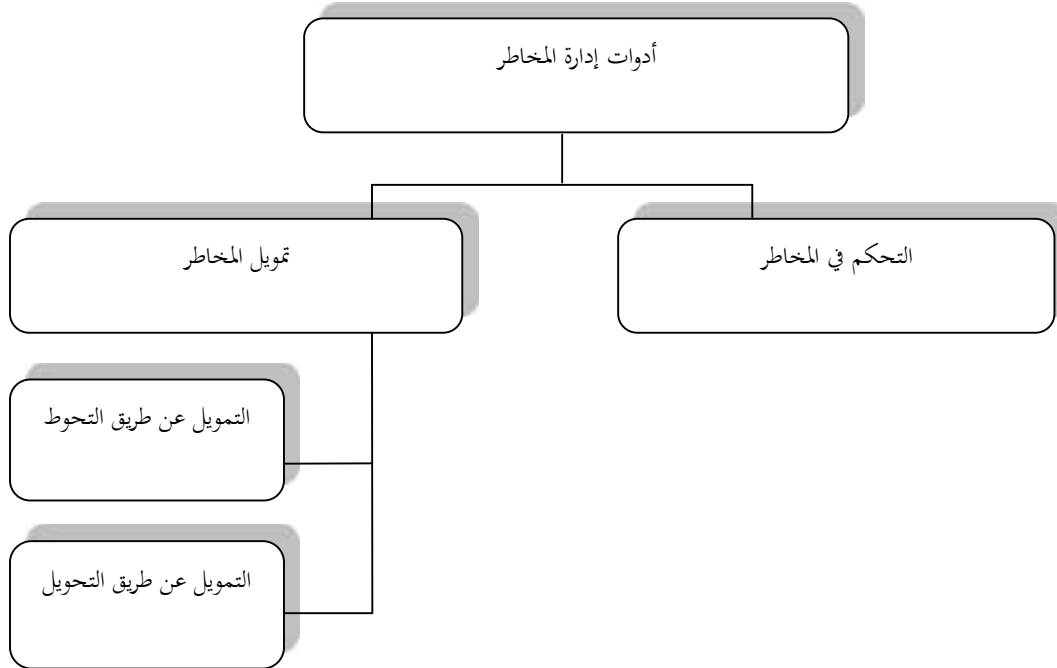 أدوات إدارة المخاطر
التحكم في المخاطر
تمويل المخاطر
التمويل عن طريق التحوط
التمويل عن طريق التحويل